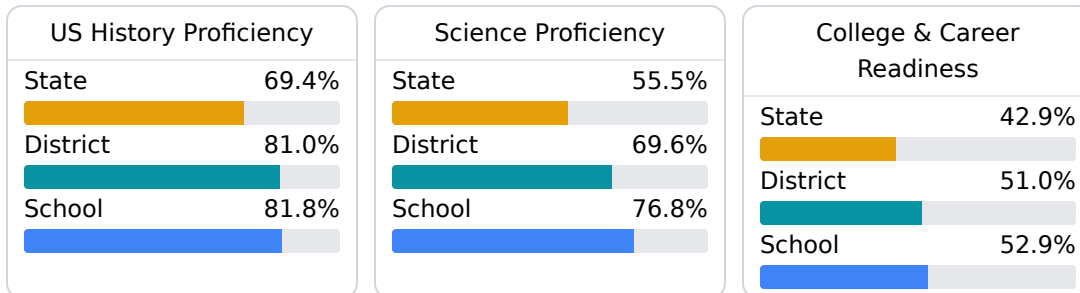 US History Proficiency
State 69.4%
District 81.0%
School 81.8%
Science Proficiency
State 55.5%
District 69.6%
School 76.8%
College & Career
Readiness
State 42.9%
District 51.0%
School 52.9%